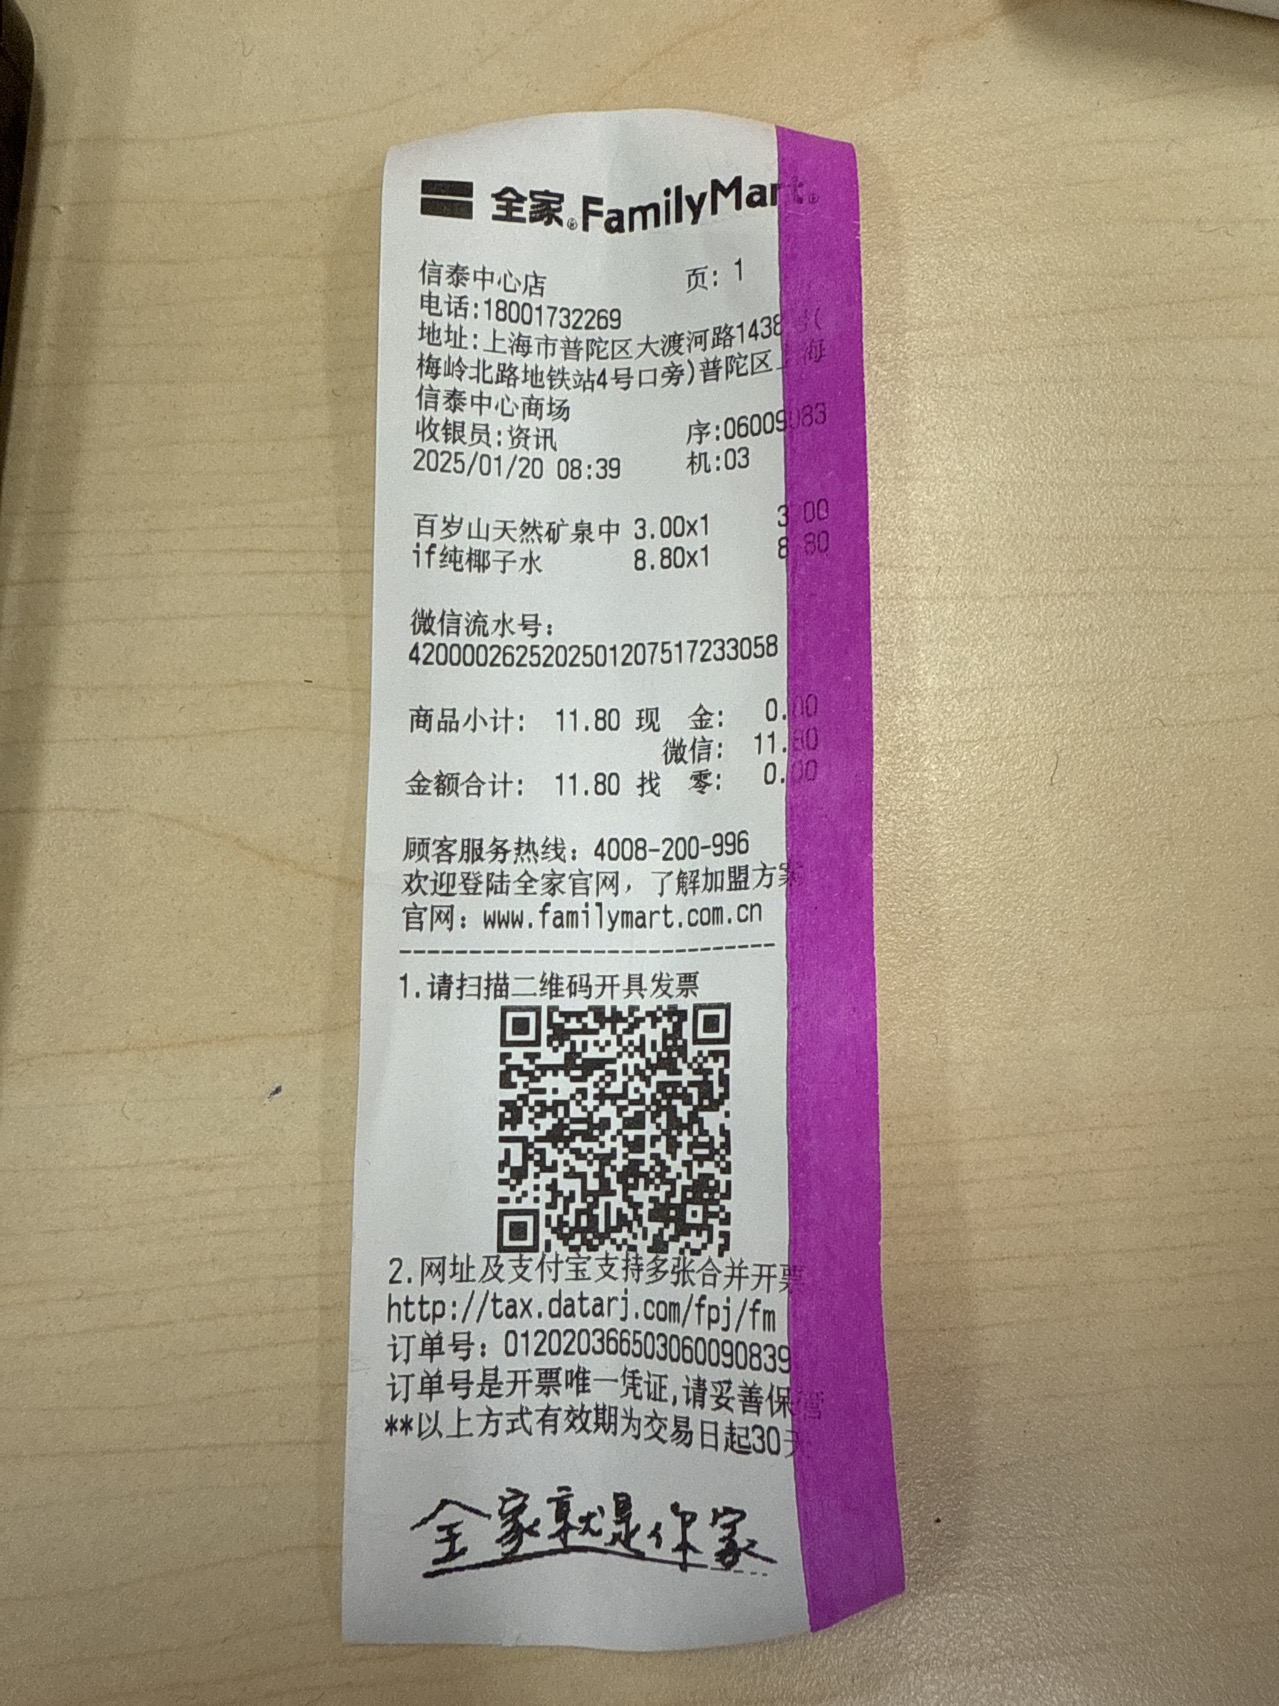 全家®FamilyMart®
信泰中心店 页: 1
电话:18001732269
地址:上海市普陀区大渡河路1438号(
梅岭北路地铁站4号口旁)普陀区上海
信泰中心商场
收银员:资讯 序:06009083
2025/01/20 08:39 机:03
百岁山天然矿泉中 3.00x1 3.00
if纯椰子水 8.80x1 8.80
微信流水号:
4200002625202501207517233058
商品小计: 11.80 现 金: 0.00
微信: 11.80
金额合计: 11.80 找 零: 0.00
顾客服务热线: 4008-200-996
欢迎登陆全家官网, 了解加盟方案
官网: www.familymart.com.cn
----------------------------
1.请扫描二维码开具发票
2.网址及支付宝支持多张合并开票
http://tax.datarj.com/fpj/fm
订单号: 012020366503060090839
订单号是开票唯一凭证,请妥善保管
**以上方式有效期为交易日起30天
全家就是你家